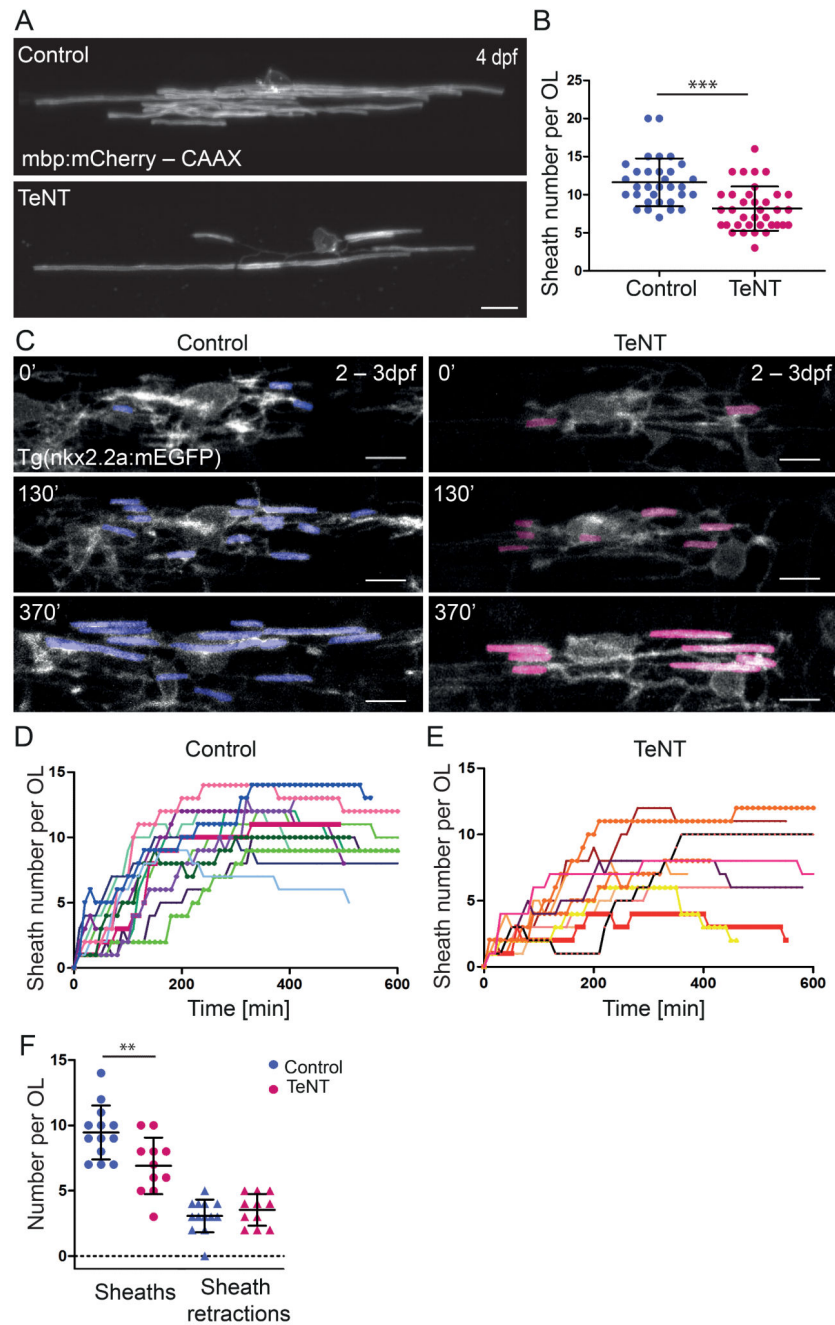 A
Control
4 dpf
mbp:mCherry – CAAX
TeNT
B
***
Sheath number per OL
25
20
15
10
5
0
Control
TeNT
C
Control
TeNT
0'
2 – 3dpf
Tg(nkx2.2a:mEGFP)
0'
2 – 3dpf
130'
130'
370'
370'
D
Control
Sheath number per OL
15
10
5
0
0
200
400
600
Time [min]
E
TeNT
Sheath number per OL
15
10
5
0
0
200
400
600
Time [min]
F
**
Control
TeNT
Number per OL
15
10
5
0
Sheaths
Sheath
retractions